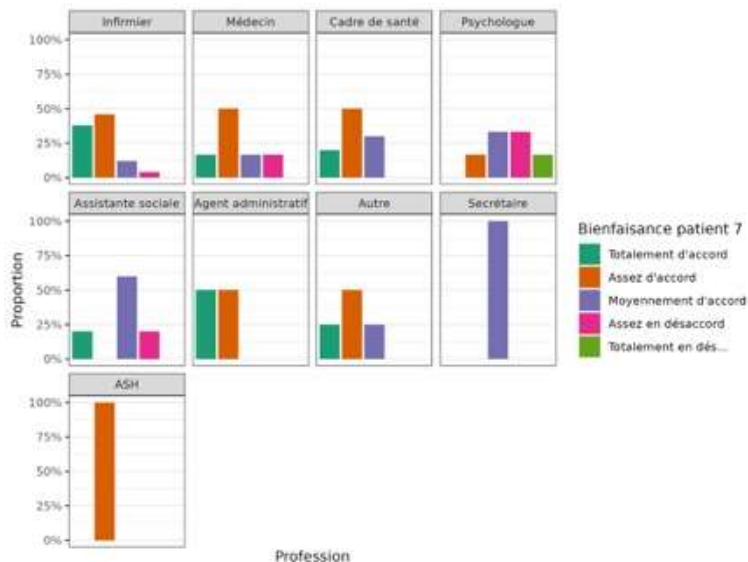 Infirmier
Médecin
Cadre de santé
Psychologue
100%
75%
50%
25%
0%
Assistante sociale
Agent administratif
Autre
Secrétaire
100%
75%
50%
25%
0%
ASH
100%
75%
50%
25%
0%
Proportion
Profession
Bienfaisance patient 7
Totalement d'accord
Assez d'accord
Moyennement d'accord
Assez en désaccord
Totalement en dés...